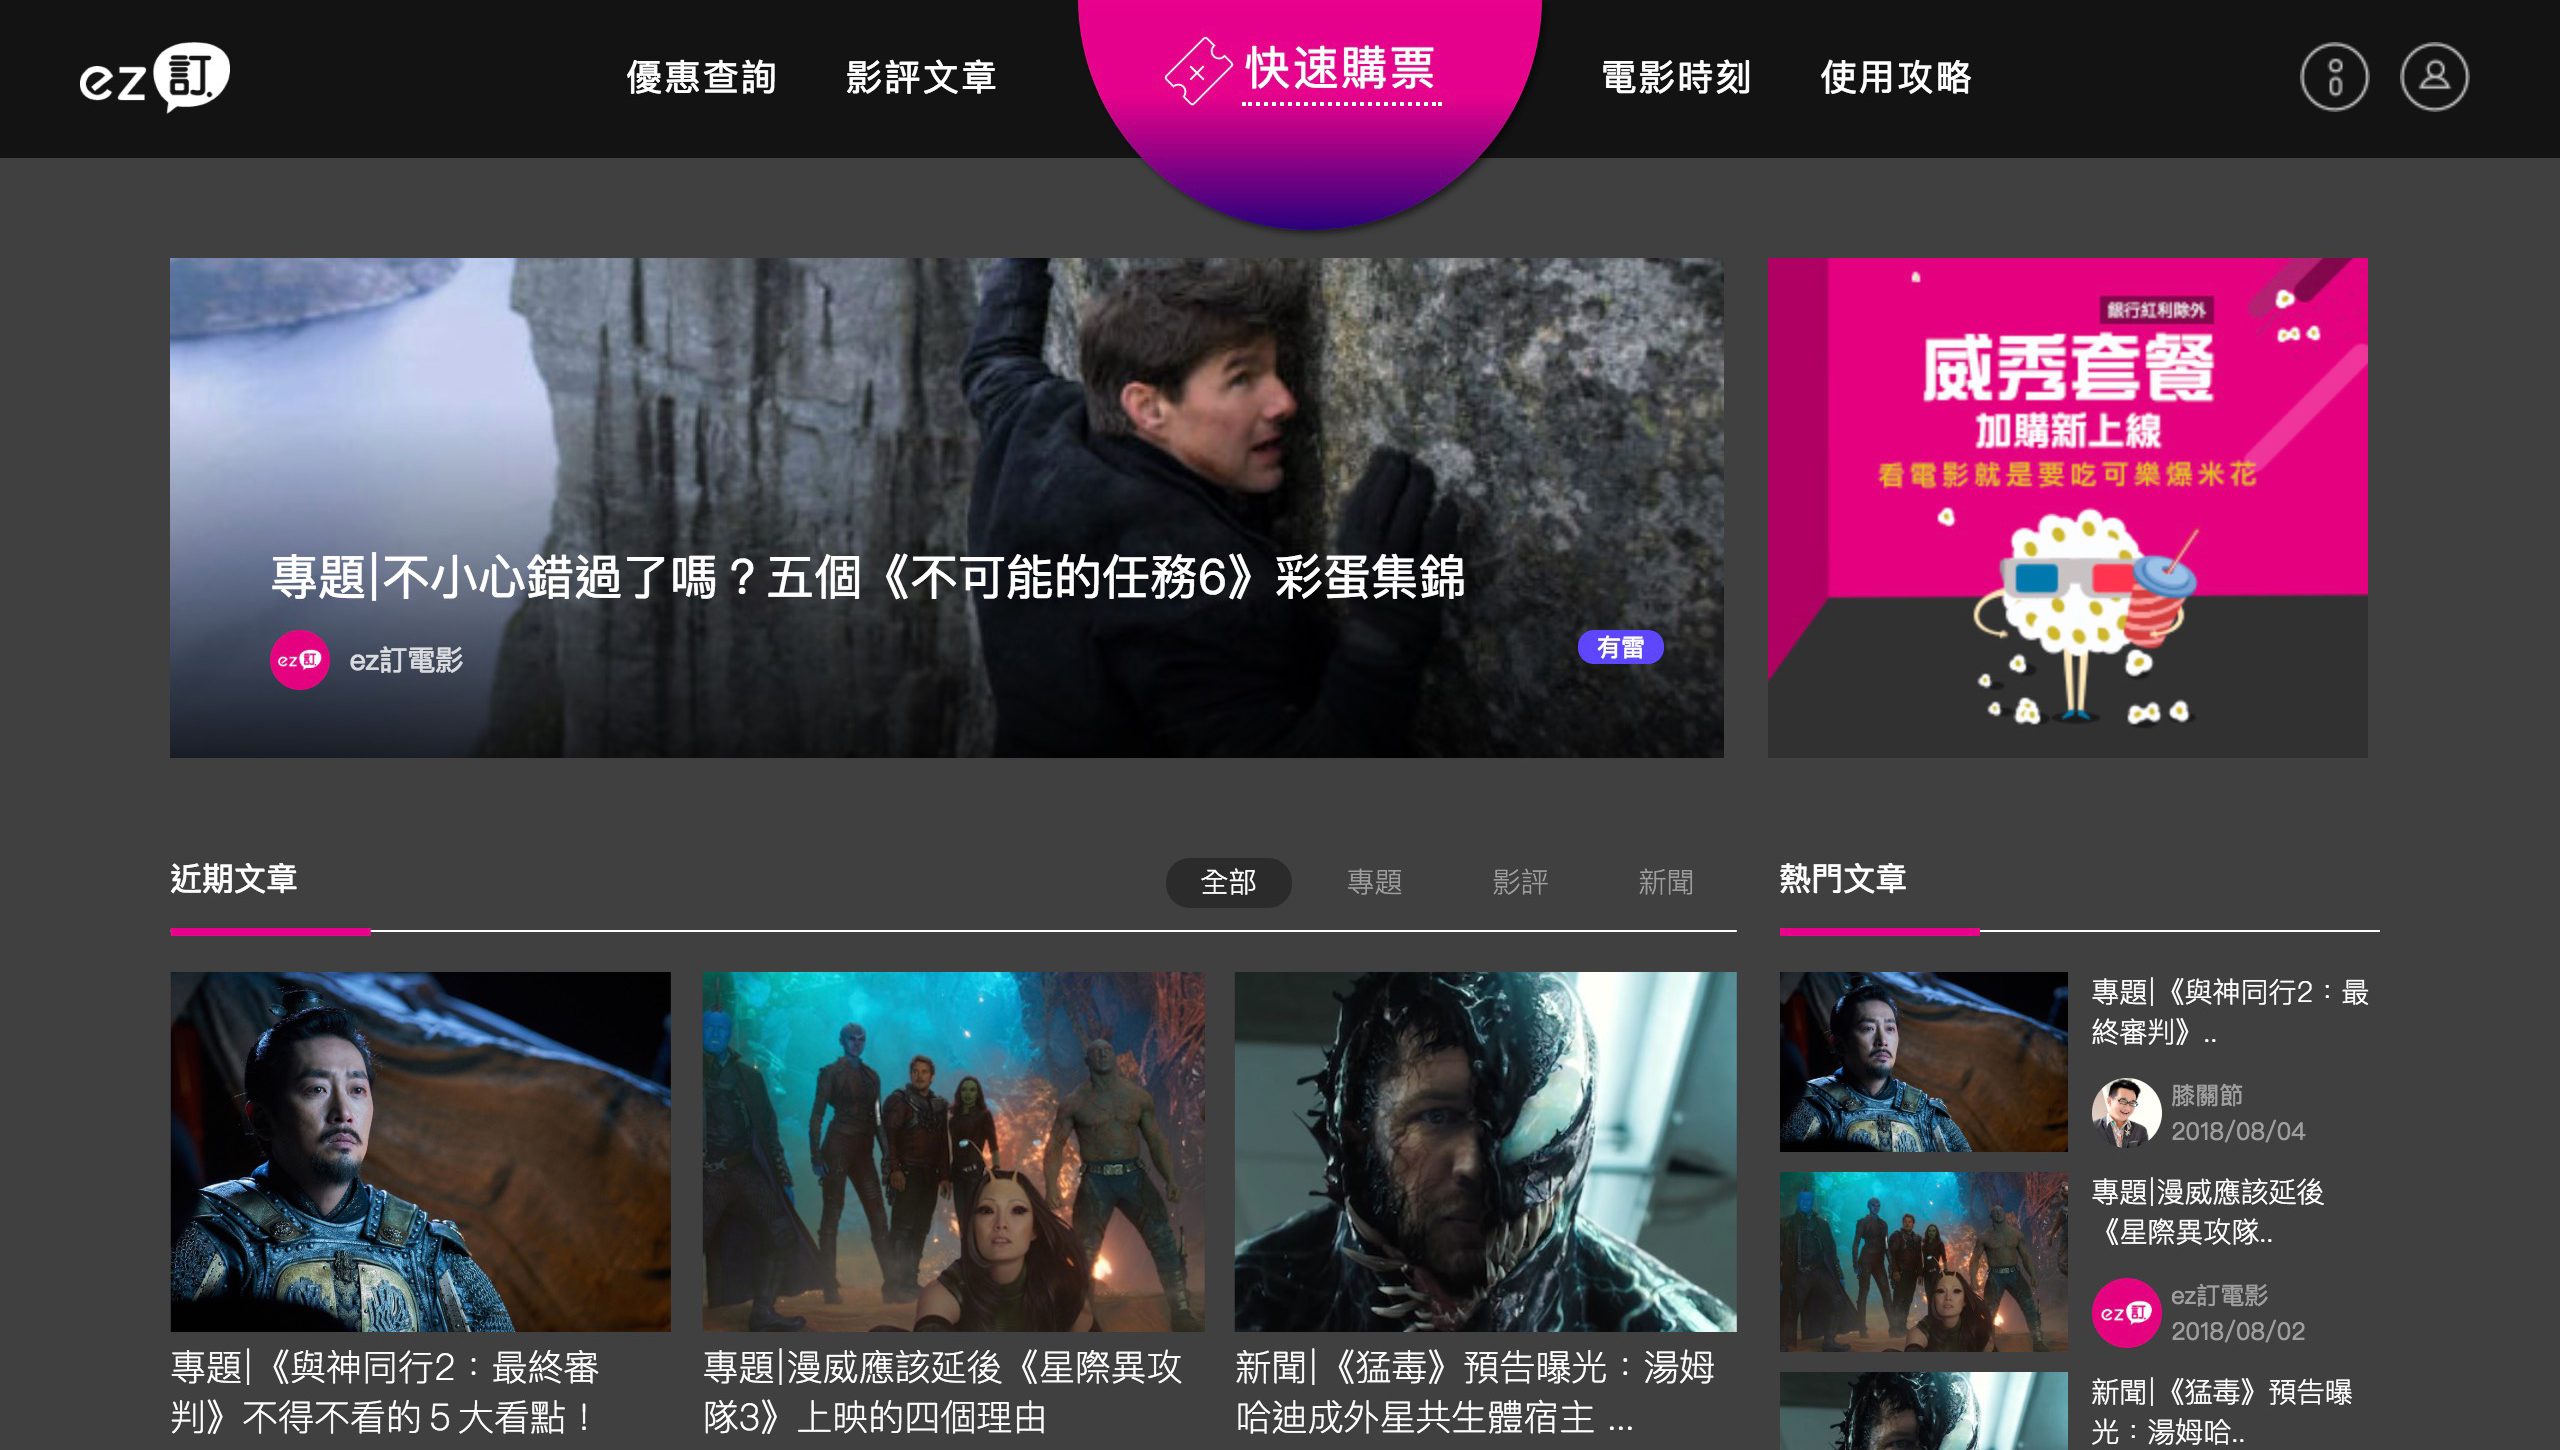 ez訂
優惠查詢
影評文章
快速購票
電影時刻
使用攻略
專題|不小心錯過了嗎？五個《不可能的任務6》彩蛋集錦
ez訂
ez訂電影
有雷
銀行紅利除外
威秀套餐
加購新上線
看電影就是要吃可樂爆米花
近期文章
全部
專題
影評
新聞
專題|《與神同行2：最終審
判》不得不看的５大看點！
專題|漫威應該延後《星際異攻
隊3》上映的四個理由
新聞|《猛毒》預告曝光：湯姆
哈迪成外星共生體宿主 ...
熱門文章
專題|《與神同行2：最
終審判》..
膝關節
2018/08/04
專題|漫威應該延後
《星際異攻隊..
ez訂
ez訂電影
2018/08/02
新聞|《猛毒》預告曝
光：湯姆哈..